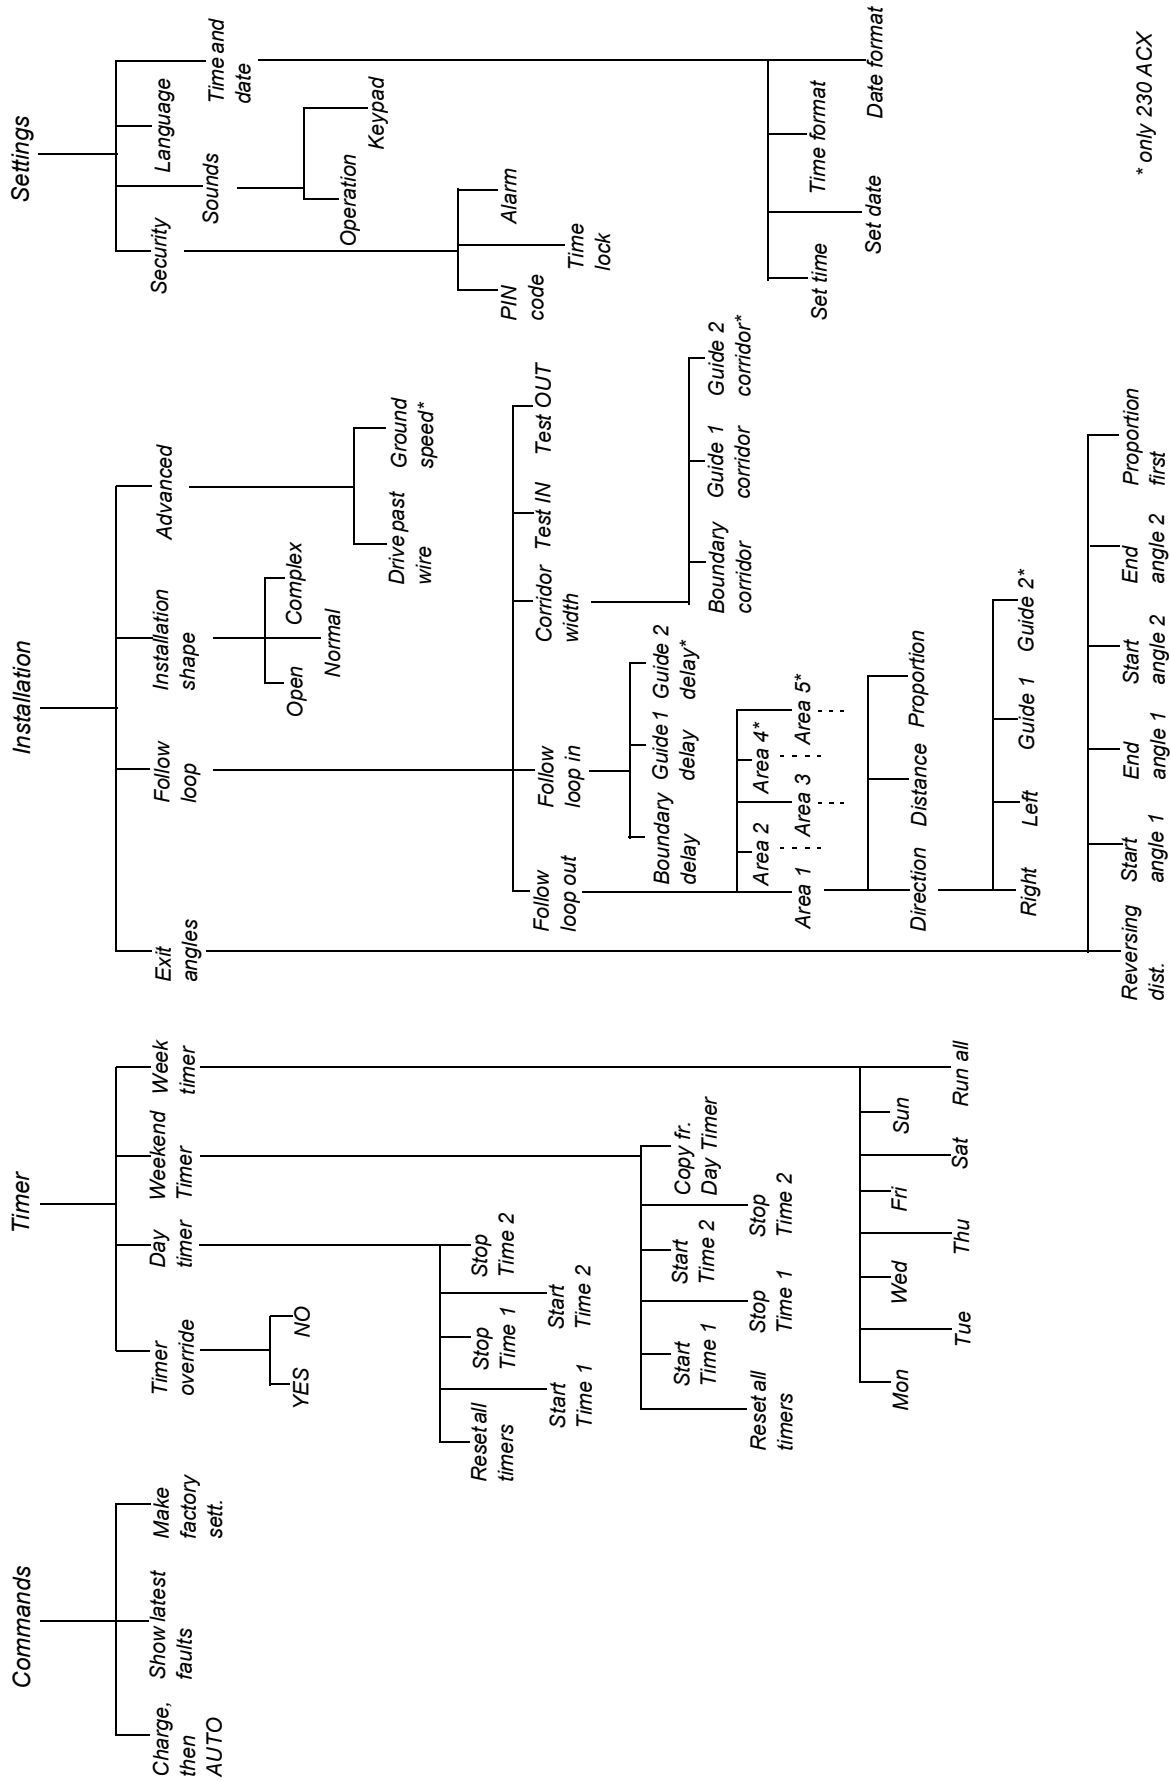 Commands
Charge,
then
AUTO
Show latest
faults
Make
factory
sett.
Timer
Timer
override
YES
NO
Day
timer
Reset all
timers
Start
Time 1
Stop
Time 1
Start
Time 2
Stop
Time 2
Weekend
Timer
Reset all
timers
Start
Time 1
Stop
Time 1
Start
Time 2
Stop
Time 2
Copy fr.
Day Timer
Week
timer
Mon
Tue
Wed
Thu
Fri
Sat
Sun
Run all
Installation
Exit
angles
Reversing
dist.
Start
angle 1
End
angle 1
Start
angle 2
End
angle 2
Proportion
first
Follow
loop
Follow
loop out
Area 1
Area 2
Area 3
Area 4*
Area 5*
Direction
Distance
Proportion
Right
Left
Guide 1
Guide 2*
Follow
loop in
Boundary
delay
Guide 1
delay
Guide 2
delay*
Corridor
width
Boundary
corridor
Guide 1
corridor
Guide 2
corridor*
Test IN
Test OUT
Installation
shape
Open
Normal
Complex
Advanced
Drive past
wire
Ground
speed*
Settings
Security
PIN
code
Time
lock
Alarm
Sounds
Operation
Keypad
Language
Time and
date
Set time
Set date
Time format
Date format
* only 230 ACX